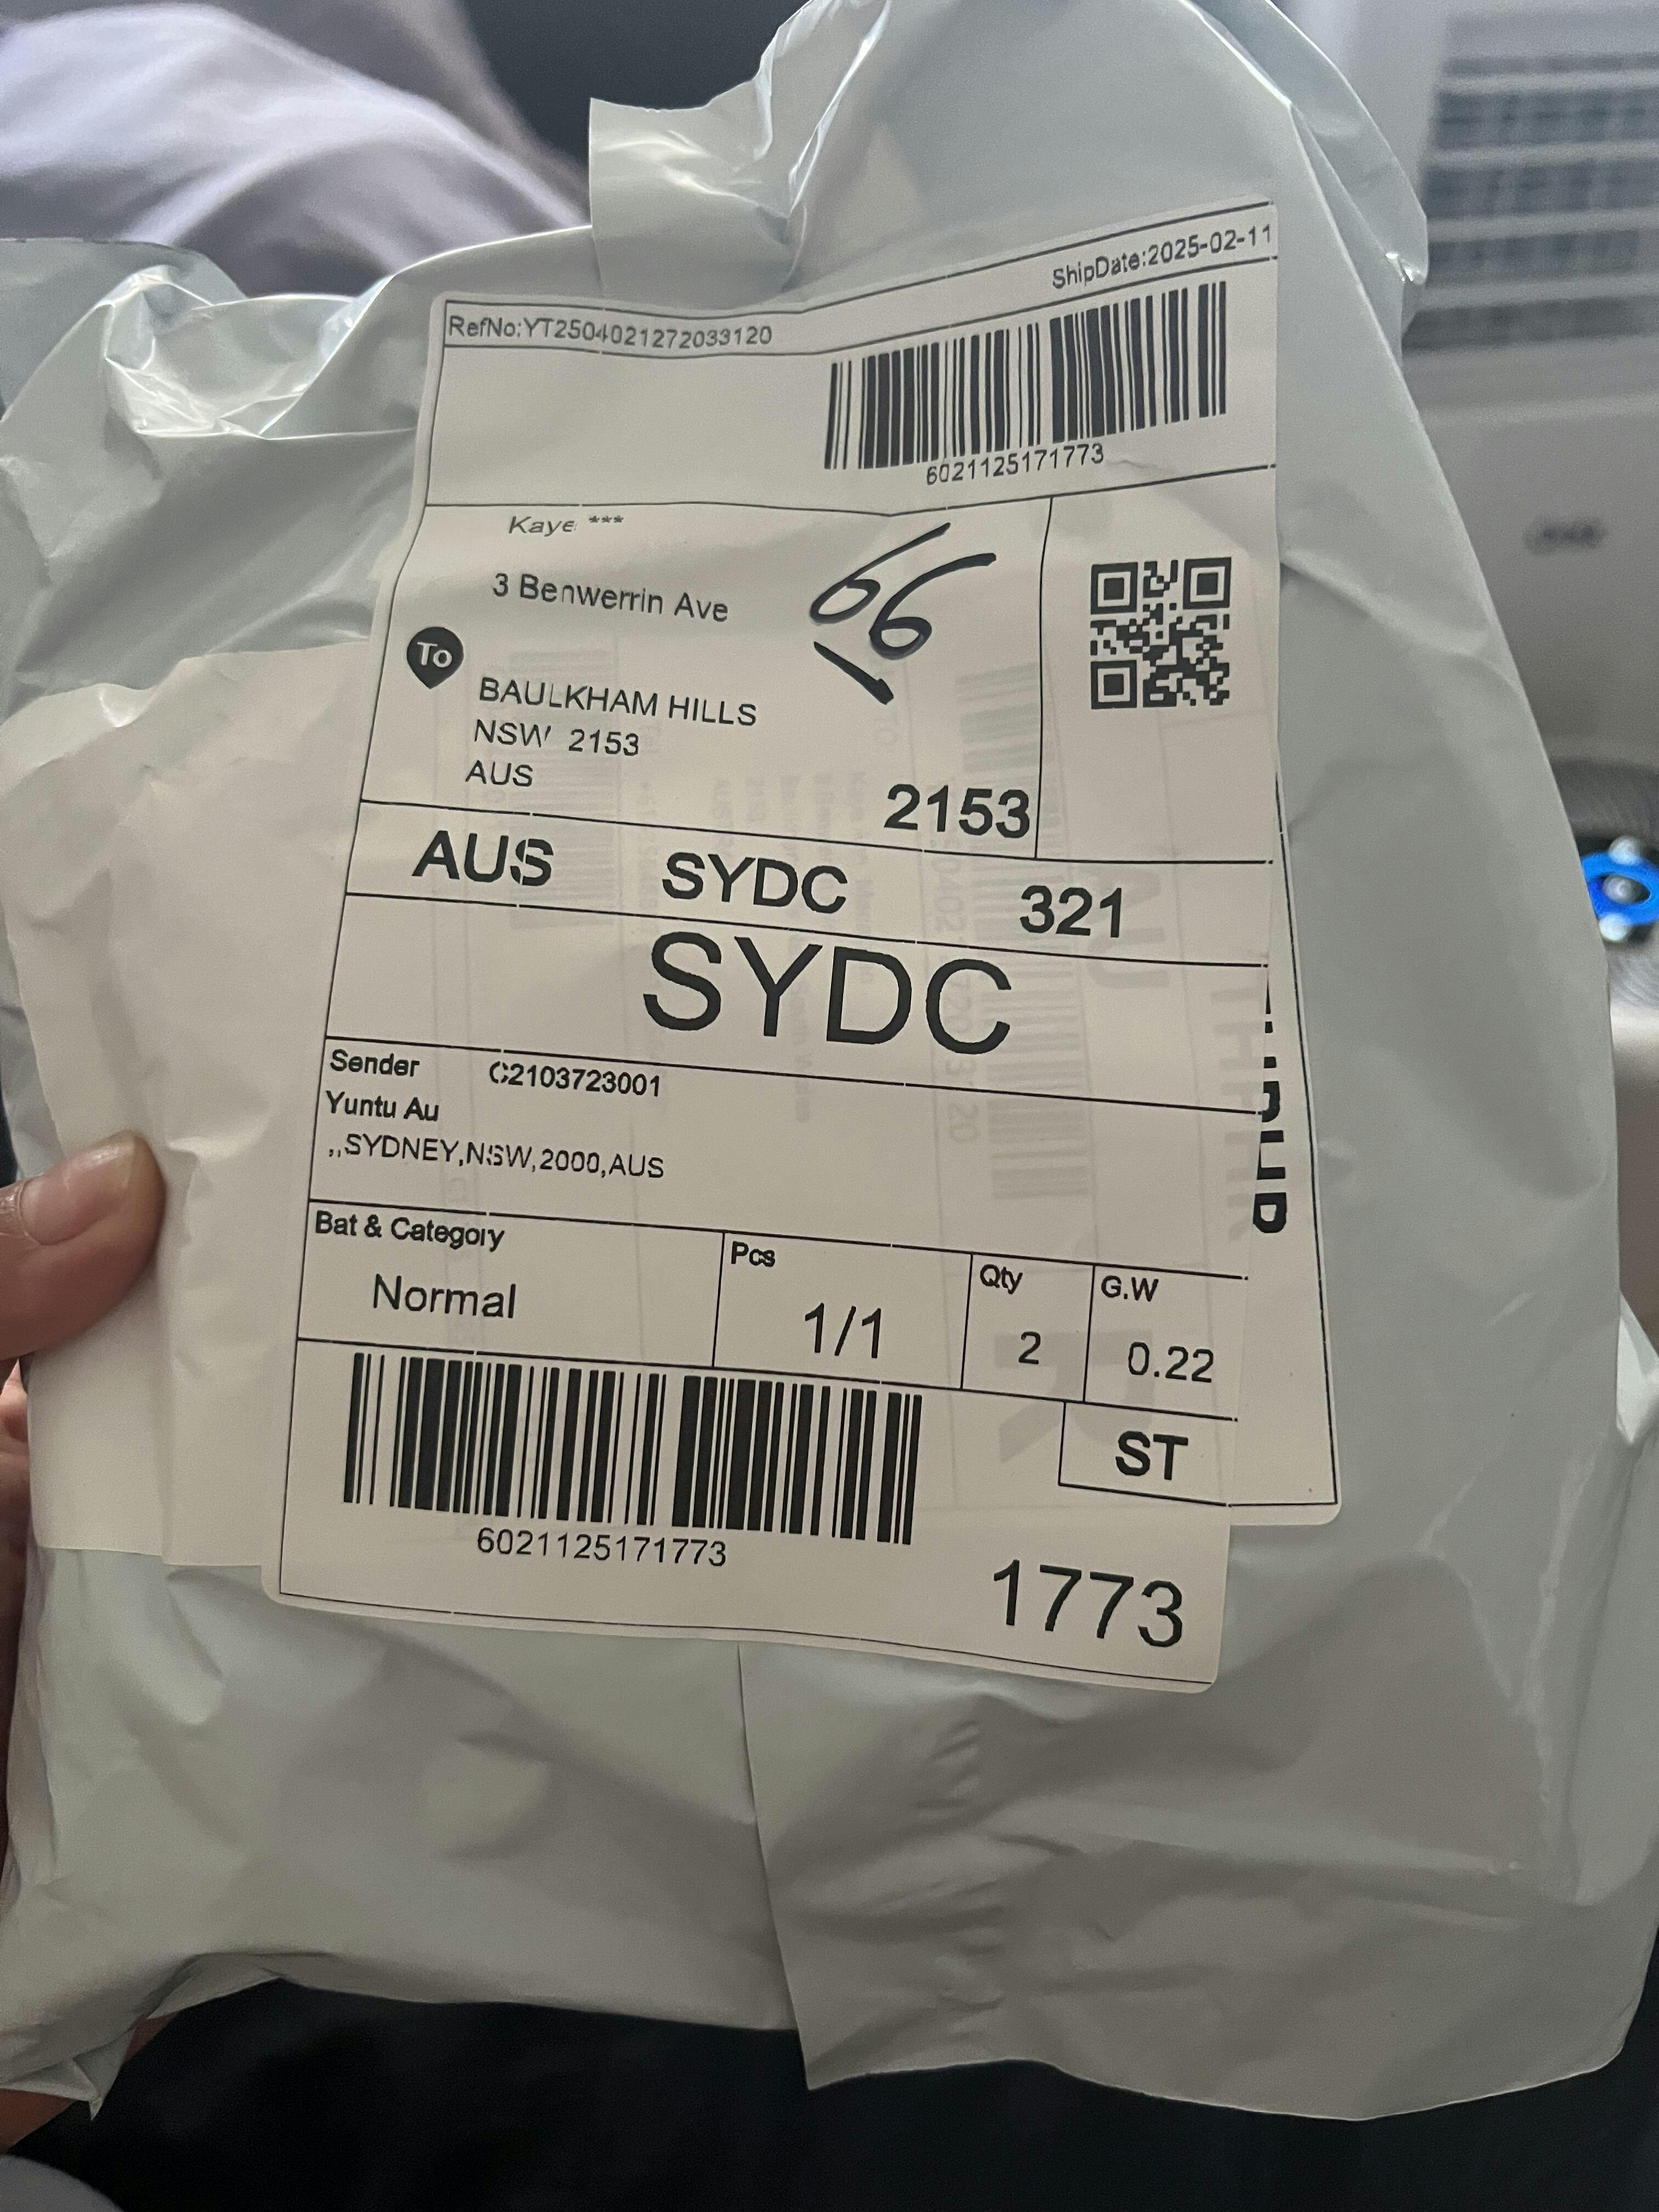 ShipDate:2025-02-11
RefNo:YT2504021272033120
6021125171773
Kaye ***
3 Benwerrin Ave
66
To
BAULKHAM HILLS
NSW 2153
AUS
2153
AUS SYDC 321
SYDC
Sender C2103723001
Yuntu Au
,,SYDNEY,NSW,2000,AUS
Bat & Category Pcs Qty G.W
Normal 1/1 2 0.22
ST
6021125171773
1773